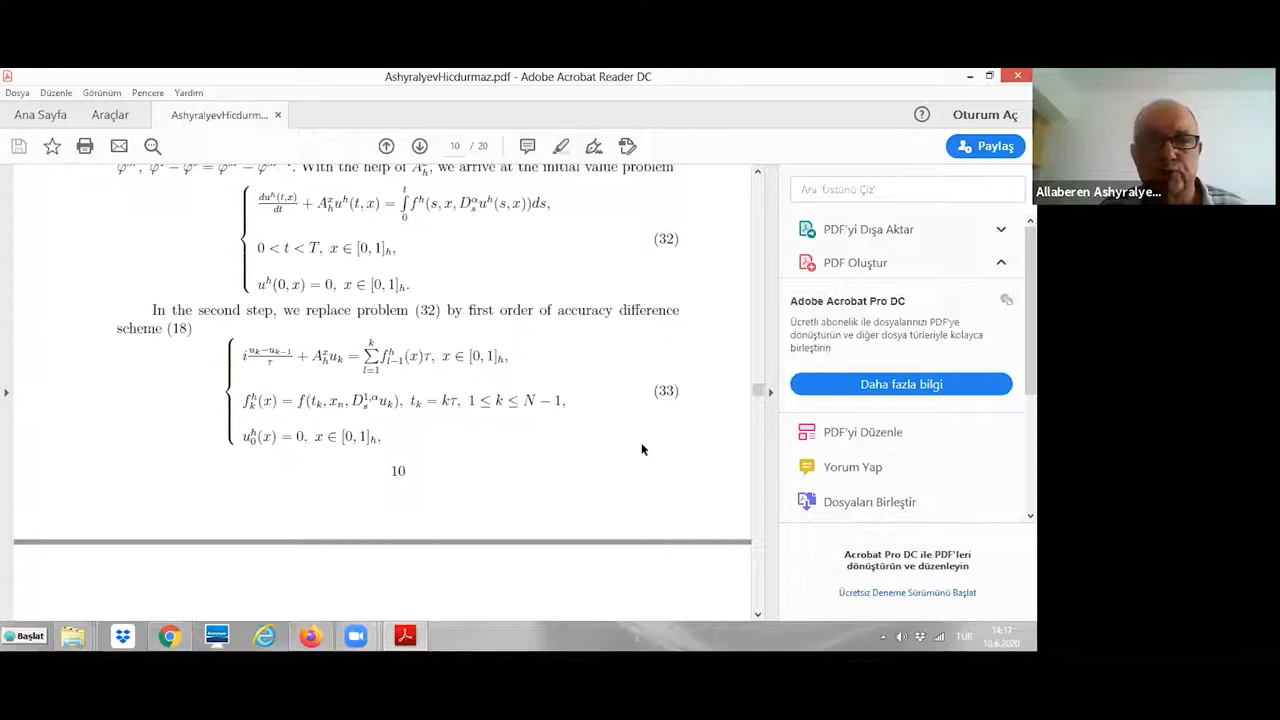 AshyralyevHicdurmaz.pdf - Adobe Acrobat Reader DC
Dosya Düzenle Görünüm Pencere Yardım
Ana Sayfa Araçlar AshyralyevHicdurm... × Oturum Aç
10 / 20 Paylaş
With the help of A_h^x, we arrive at the initial value problem
du^h(t,x)/dt + A_h^x u^h(t, x) = ∫_0^t f^h(s, x, D_s^α u^h(s, x))ds,
0 < t < T, x ∈ [0, 1]_h, (32)
u^h(0, x) = 0, x ∈ [0, 1]_h.
In the second step, we replace problem (32) by first order of accuracy difference
scheme (18)
i (u_k−u_{k−1})/τ + A_h^x u_k = ∑_{l=1}^k f_{l−1}^h(x)τ, x ∈ [0, 1]_h,
f_k^h(x) = f(t_k, x_n, D_s^{1,α} u_k), t_k = kτ, 1 ≤ k ≤ N − 1, (33)
u_0^h(x) = 0, x ∈ [0, 1]_h,
10
Ara 'Üstünü Çiz'
PDF'yi Dışa Aktar
PDF Oluştur
Adobe Acrobat Pro DC
Ücretli abonelik ile dosyalarınızı PDF'ye
dönüştürün ve diğer dosya türleriyle kolayca
birleştirin
Daha fazla bilgi
PDF'yi Düzenle
Yorum Yap
Dosyaları Birleştir
Acrobat Pro DC ile PDF'leri
dönüştürün ve düzenleyin
Ücretsiz Deneme Sürümünü Başlat
Allaberen Ashyralye...
Başlat
TUR
14:17
10.6.2020